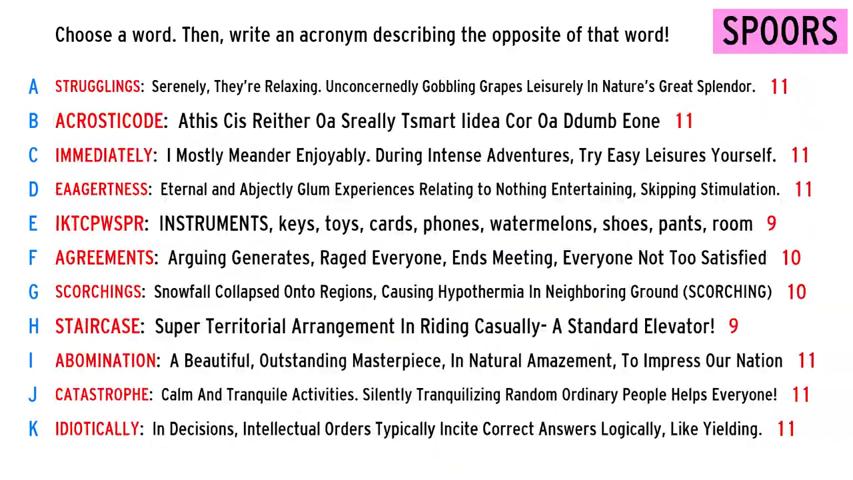 Choose a word. Then, write an acronym describing the opposite of that word!
SPOORS
A STRUGGLINGS: Serenely, They're Relaxing. Unconcernedly Gobbling Grapes Leisurely In Nature's Great Splendor. 11
B ACROSTICODE: Athis Cis Reither Oa Sreally Tsmart Iidea Cor Oa Ddumb Eone 11
C IMMEDIATELY: I Mostly Meander Enjoyably. During Intense Adventures, Try Easy Leisures Yourself. 11
D EAAGERTNESS: Eternal and Abjectly Glum Experiences Relating to Nothing Entertaining, Skipping Stimulation. 11
E IKTCPWSPR: INSTRUMENTS, keys, toys, cards, phones, watermelons, shoes, pants, room 9
F AGREEMENTS: Arguing Generates, Raged Everyone, Ends Meeting, Everyone Not Too Satisfied 10
G SCORCHINGS: Snowfall Collapsed Onto Regions, Causing Hypothermia In Neighboring Ground (SCORCHING) 10
H STAIRCASE: Super Territorial Arrangement In Riding Casually- A Standard Elevator! 9
I ABOMINATION: A Beautiful, Outstanding Masterpiece, In Natural Amazement, To Impress Our Nation 11
J CATASTROPHE: Calm And Tranquile Activities. Silently Tranquilizing Random Ordinary People Helps Everyone! 11
K IDIOTICALLY: In Decisions, Intellectual Orders Typically Incite Correct Answers Logically, Like Yielding. 11